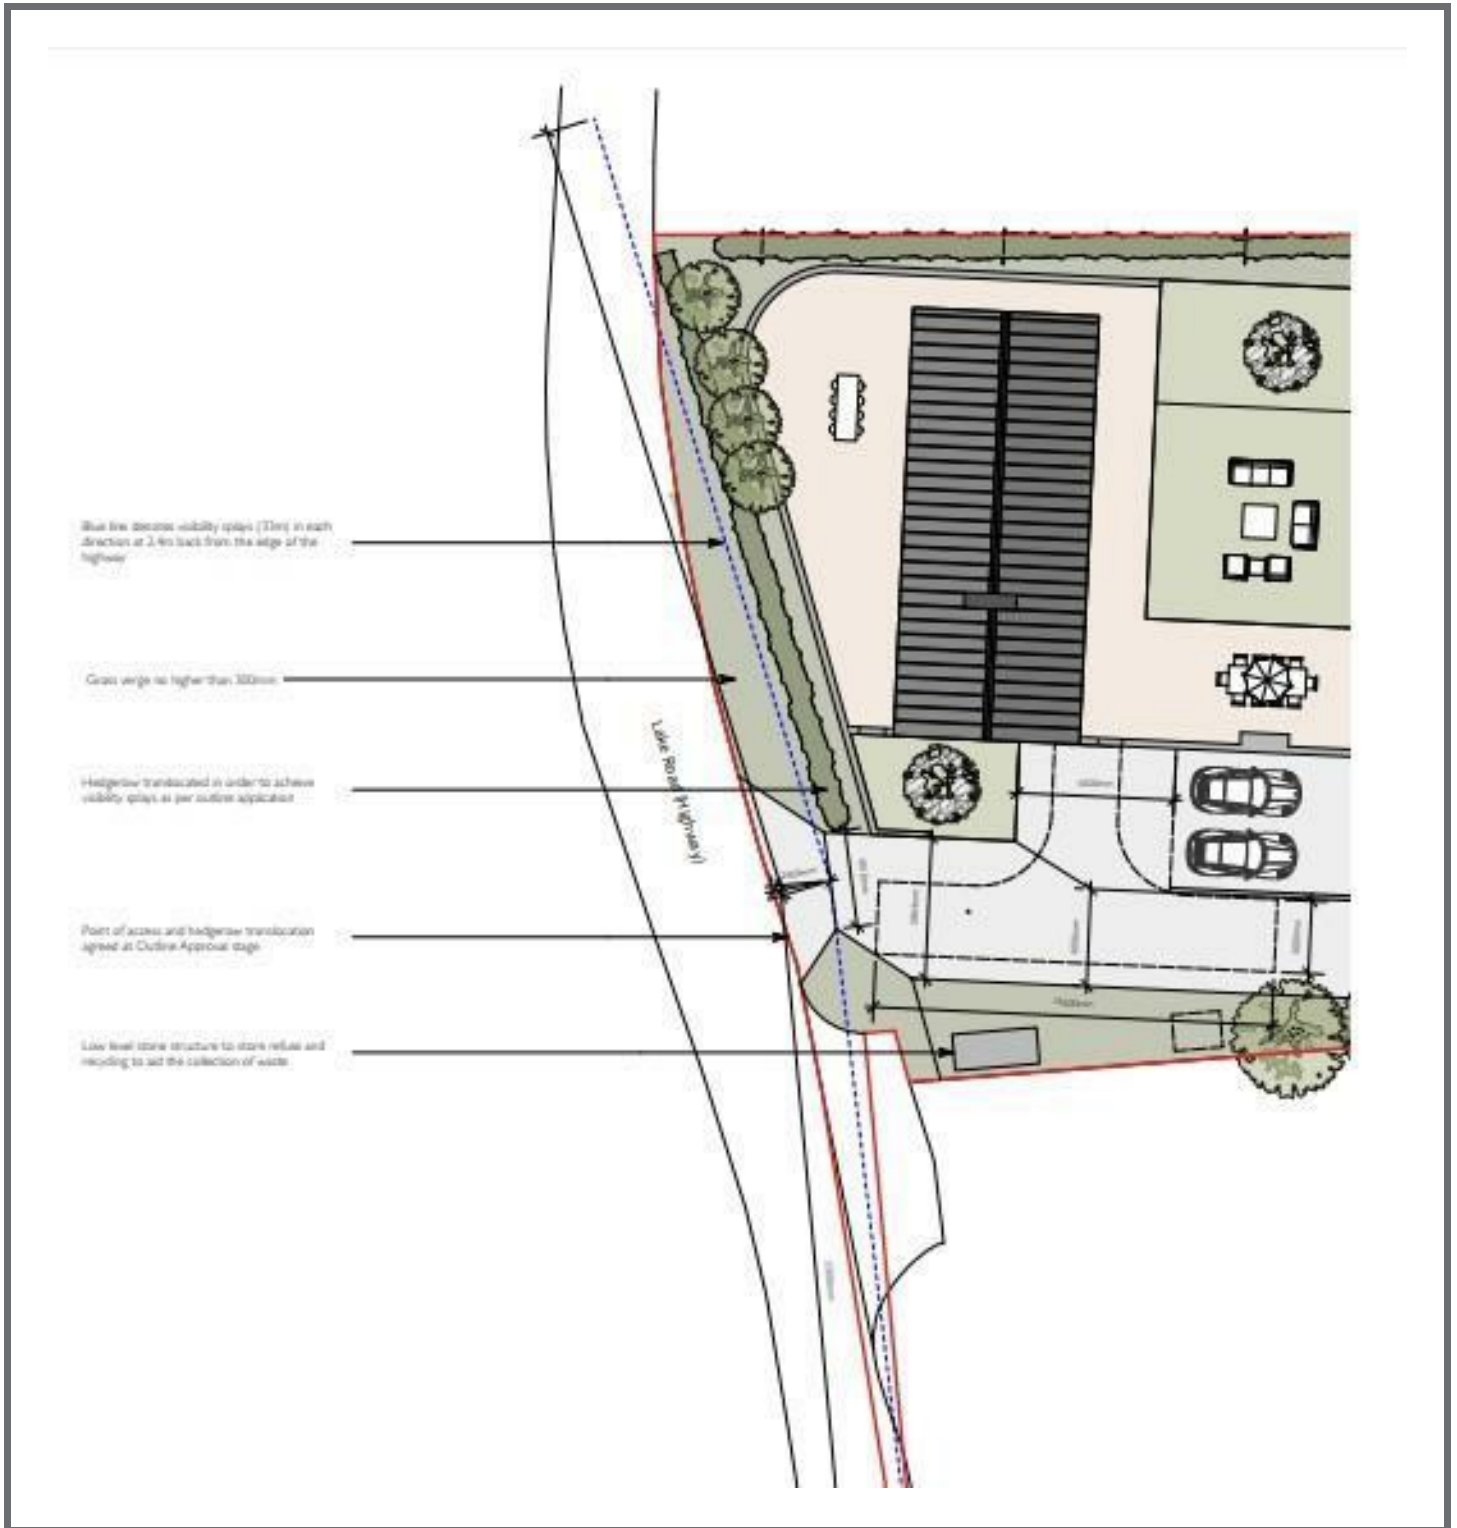 Blue line denotes visibility splays (33m) in each
direction at 2.4m back from the edge of the
highway
Grass verge no higher than 300mm
Lake Road Highway)
Hedgerow translocated in order to achieve
visibility splays as per outline application
Point of access and hedgerow translocation
agreed at Outline Approval stage
Low level stone structure to store refuse and
recycling to aid the collection of waste